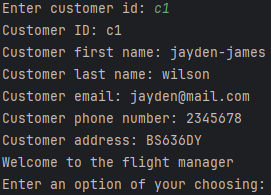 Enter customer id: c1
Customer ID: c1
Customer first name: jayden-james
Customer last name: wilson
Customer email: jayden@mail.com
Customer phone number: 2345678
Customer address: BS636DY
Welcome to the flight manager
Enter an option of your choosing: